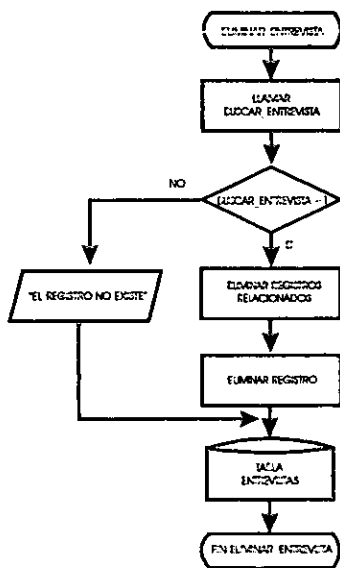 ELIMINAR ENTREVISTA
LLAMAR
BUSCAR_ENTREVISTA
NO
BUSCAR_ENTREVISTA = 1
"EL REGISTRO NO EXISTE"
ELIMINAR REGISTROS
RELACIONADOS
ELIMINAR REGISTRO
TABLA
ENTREVISTAS
FIN ELIMINAR ENTREVISTA